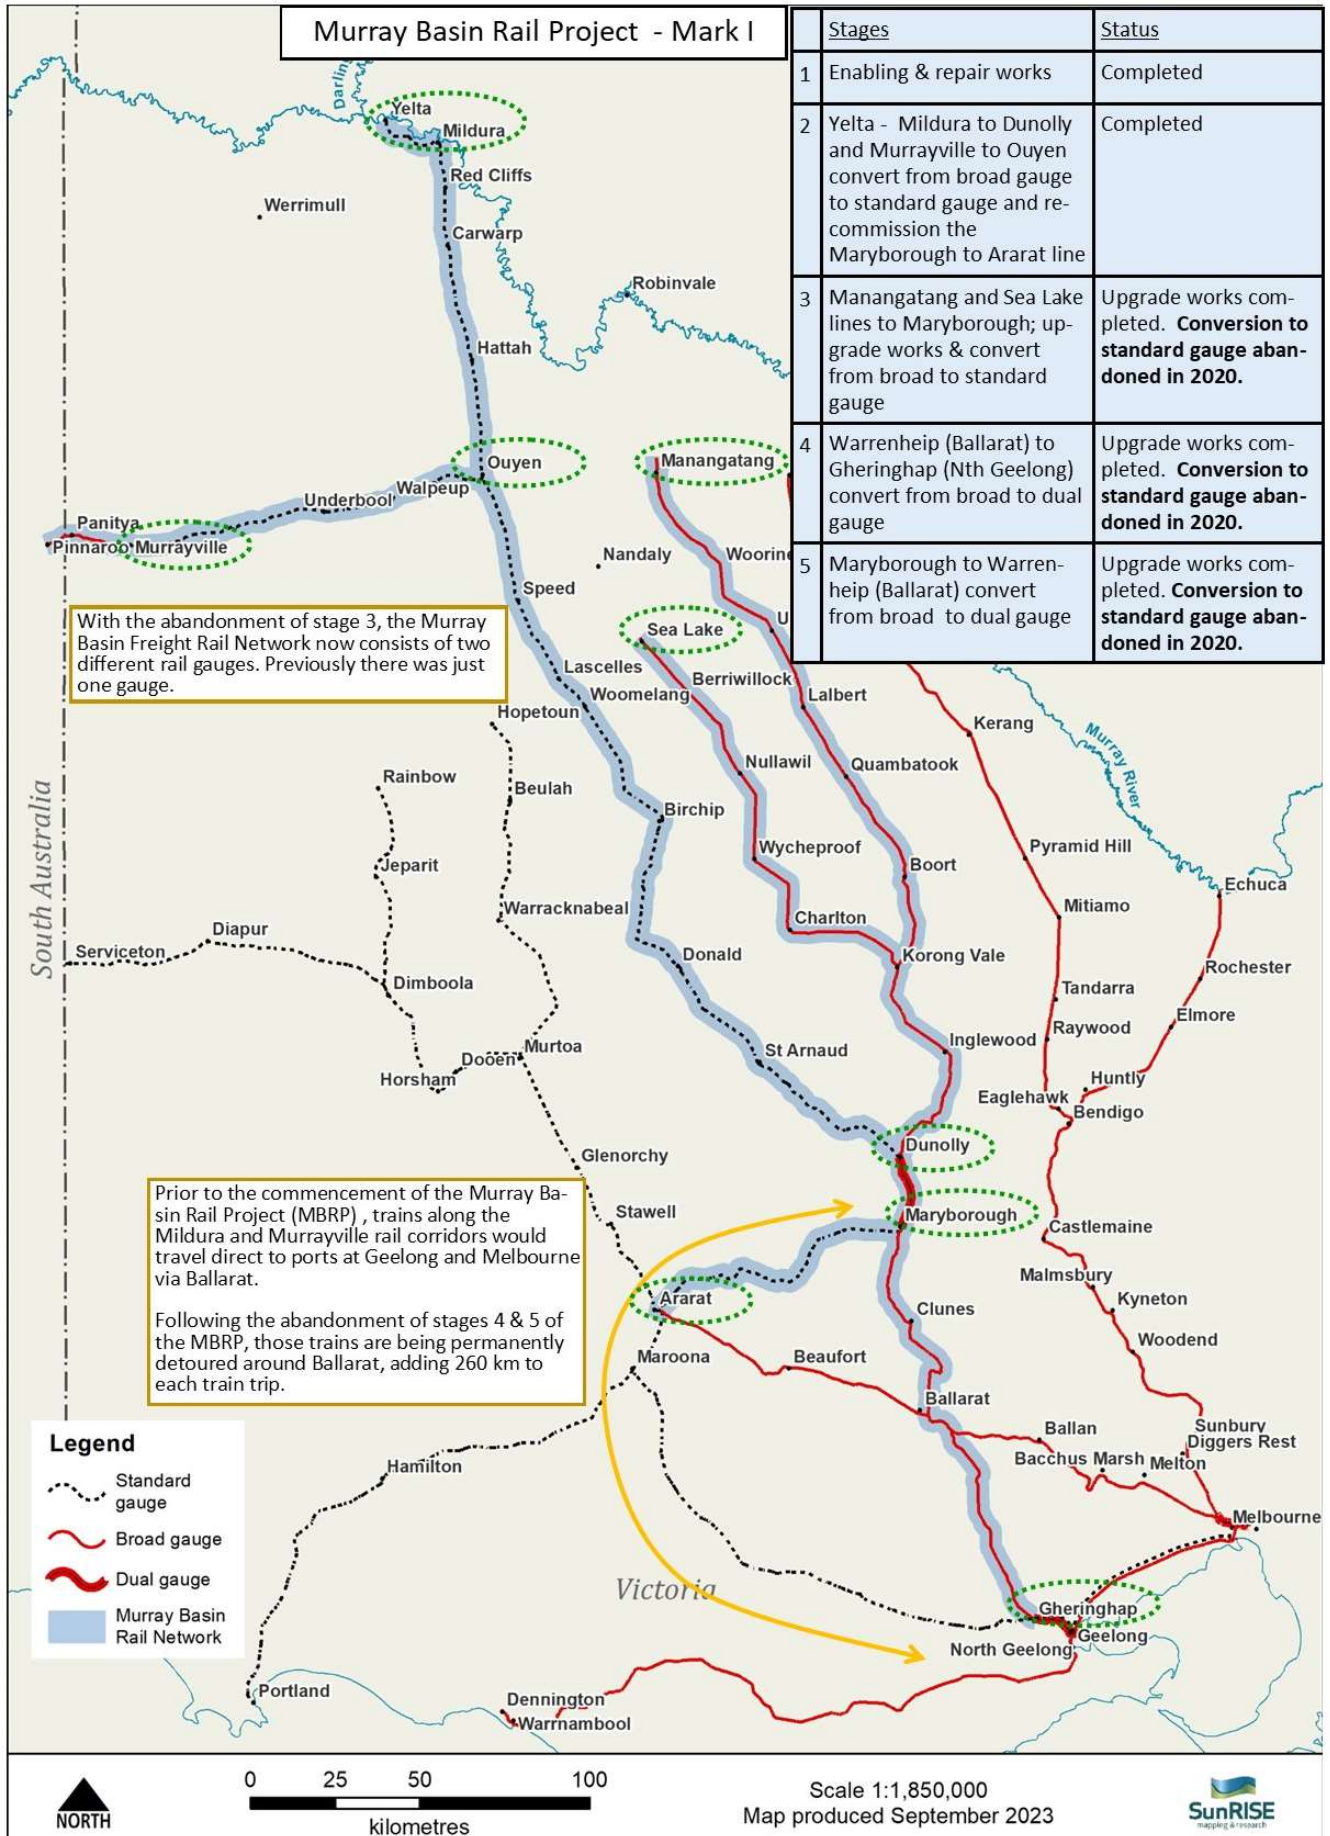 Murray Basin Rail Project - Mark I
Stages
Status
1
Enabling & repair works
Completed
2
Yelta - Mildura to Dunolly
and Murrayville to Ouyen
convert from broad gauge
to standard gauge and re-
commission the
Maryborough to Ararat line
Completed
3
Manangatang and Sea Lake
lines to Maryborough; up-
grade works & convert
from broad to standard
gauge
Upgrade works com-
pleted. Conversion to
standard gauge aban-
doned in 2020.
4
Warrenheip (Ballarat) to
Gheringhap (Nth Geelong)
convert from broad to dual
gauge
Upgrade works com-
pleted. Conversion to
standard gauge aban-
doned in 2020.
5
Maryborough to Warren-
heip (Ballarat) convert
from broad to dual gauge
Upgrade works com-
pleted. Conversion to
standard gauge aban-
doned in 2020.
Darling
Yelta
Mildura
Red Cliffs
Werrimull
Carwarp
Robinvale
Hattah
Ouyen
Manangatang
Walpeup
Underbool
Panitya
Pinnaroo
Murrayville
Nandaly
Woorine
Speed
U
Sea Lake
With the abandonment of stage 3, the Murray
Basin Freight Rail Network now consists of two
different rail gauges. Previously there was just
one gauge.
Lascelles
Berriwillock
Woomelang
Lalbert
Hopetoun
Kerang
Murray River
Rainbow
Beulah
Nullawil
Quambatook
South Australia
Birchip
Jeparit
Wycheproof
Pyramid Hill
Boort
Echuca
Warracknabeal
Charlton
Mitiamo
Diapur
Serviceton
Donald
Korong Vale
Rochester
Dimboola
Tandarra
Elmore
Inglewood
Raywood
Murtoa
Dooen
St Arnaud
Horsham
Huntly
Eaglehawk
Bendigo
Dunolly
Glenorchy
Prior to the commencement of the Murray Ba-
sin Rail Project (MBRP) , trains along the
Mildura and Murrayville rail corridors would
travel direct to ports at Geelong and Melbourne
via Ballarat.
Following the abandonment of stages 4 & 5 of
the MBRP, those trains are being permanently
detoured around Ballarat, adding 260 km to
each train trip.
Stawell
Maryborough
Castlemaine
Malmsbury
Ararat
Clunes
Kyneton
Woodend
Maroona
Beaufort
Ballarat
Ballan
Sunbury
Diggers Rest
Bacchus Marsh
Melton
Hamilton
Melbourne
Victoria
Gheringhap
Geelong
North Geelong
Portland
Dennington
Warrnambool
Legend
Standard
gauge
Broad gauge
Dual gauge
Murray Basin
Rail Network
NORTH
0 25 50 100
kilometres
Scale 1:1,850,000
Map produced September 2023
SunRISE
mapping & research